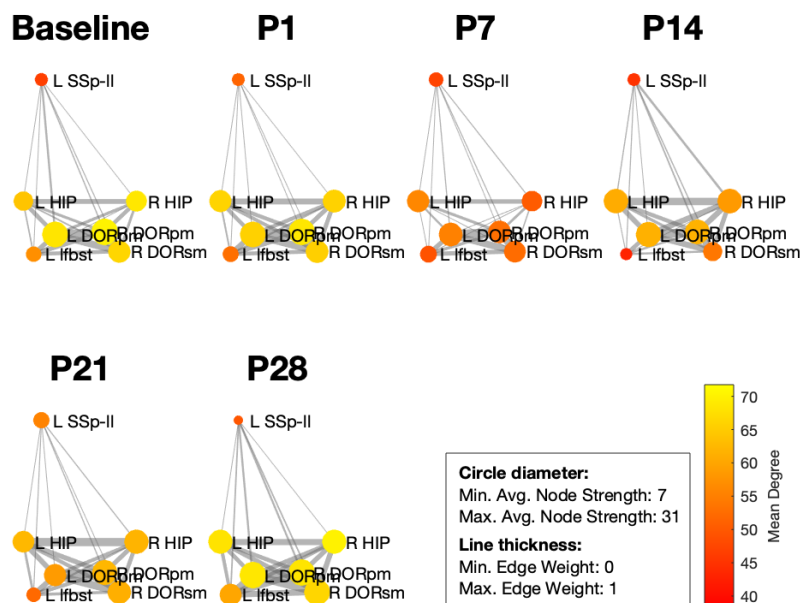 Baseline P1 P7 P14
L SSp-ll L SSp-ll L SSp-ll L SSp-ll
L HIP R HIP L HIP R HIP L HIP R HIP L HIP R HIP
L DORpm R DORpm L DORpm R DORpm L DORpm R DORpm L DORpm R DORpm
L lfbst R DORsm L lfbst R DORsm L lfbst R DORsm L lfbst R DORsm
P21 P28
L SSp-ll L SSp-ll
L HIP R HIP L HIP R HIP
L DORpm R DORpm L DORpm R DORpm
L lfbst R DORsm L lfbst R DORsm
Circle diameter:
Min. Avg. Node Strength: 7
Max. Avg. Node Strength: 31
Line thickness:
Min. Edge Weight: 0
Max. Edge Weight: 1
70
65
60
55
50
45
40
Mean Degree